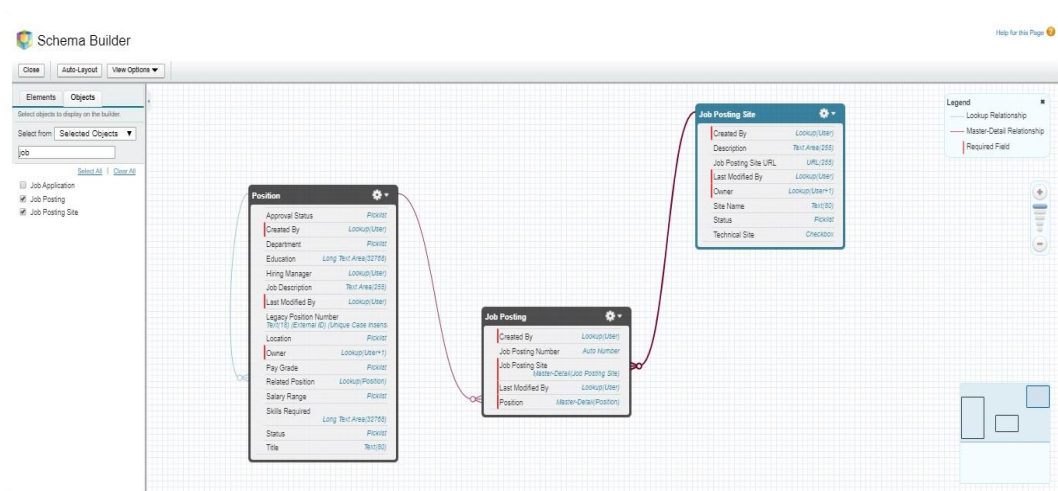 Schema Builder
Help for this Page
Close Auto-Layout View Options
Elements Objects
Select objects to display on the builder.
Select from Selected Objects
job
Select All | Clear All
Job Application
Job Posting
Job Posting Site
Position
Approval Status Picklist
Created By Lookup(User)
Department Picklist
Education Long Text Area(32768)
Hiring Manager Lookup(User)
Job Description Text Area(255)
Last Modified By Lookup(User)
Legacy Position Number
Text(18) (External ID) (Unique Case Insens
Location Picklist
Owner Lookup(User+1)
Pay Grade Picklist
Related Position Lookup(Position)
Salary Range Picklist
Skills Required
Long Text Area(32768)
Status Picklist
Title Text(60)
Job Posting
Created By Lookup(User)
Job Posting Number Auto Number
Job Posting Site
Master-Detail(Job Posting Site)
Last Modified By Lookup(User)
Position Master-Detail(Position)
Job Posting Site
Created By Lookup(User)
Description Text Area(255)
Job Posting Site URL URL(255)
Last Modified By Lookup(User)
Owner Lookup(User+1)
Site Name Text(80)
Status Picklist
Technical Site Checkbox
Legend
Lookup Relationship
Master-Detail Relationship
Required Field